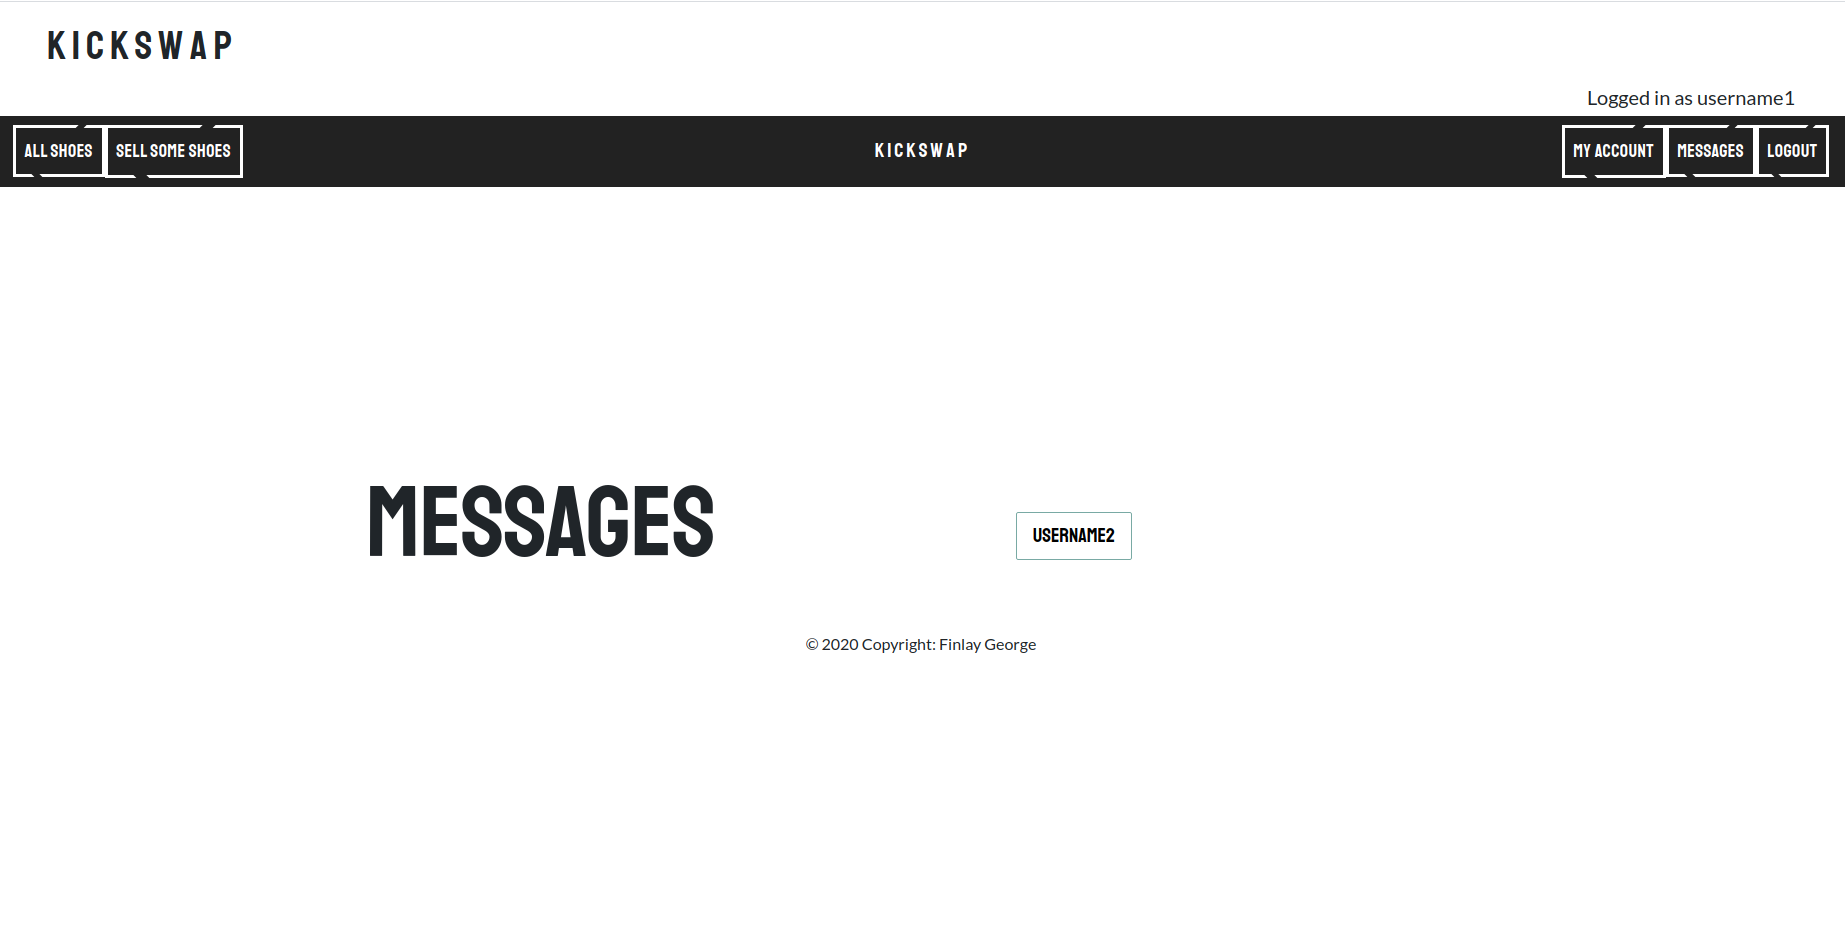 KICKSWAP
Logged in as username1
ALL SHOES SELL SOME SHOES KICKSWAP MY ACCOUNT MESSAGES LOGOUT
MESSAGES
USERNAME2
© 2020 Copyright: Finlay George